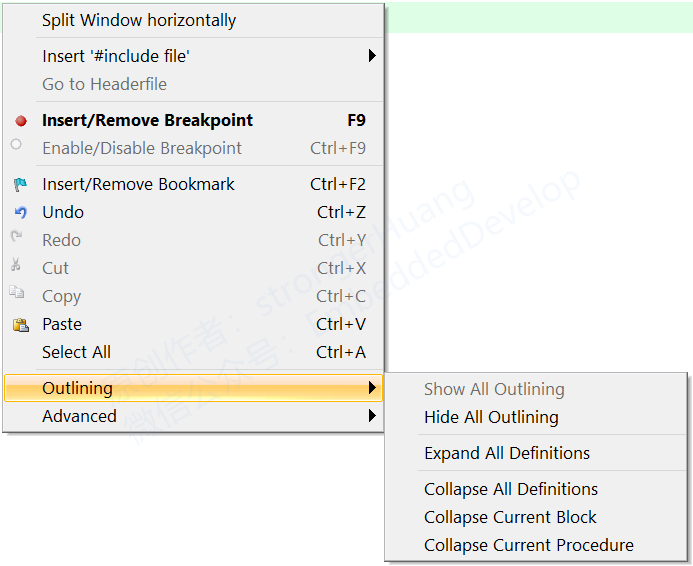 Split Window horizontally
Insert '#include file'
Go to Headerfile
Insert/Remove Breakpoint F9
Enable/Disable Breakpoint Ctrl+F9
Insert/Remove Bookmark Ctrl+F2
Undo Ctrl+Z
Redo Ctrl+Y
Cut Ctrl+X
Copy Ctrl+C
Paste Ctrl+V
Select All Ctrl+A
Outlining
Advanced
Show All Outlining
Hide All Outlining
Expand All Definitions
Collapse All Definitions
Collapse Current Block
Collapse Current Procedure
原创作者：strongerHuang
微信公众号：EmbeddedDevelop